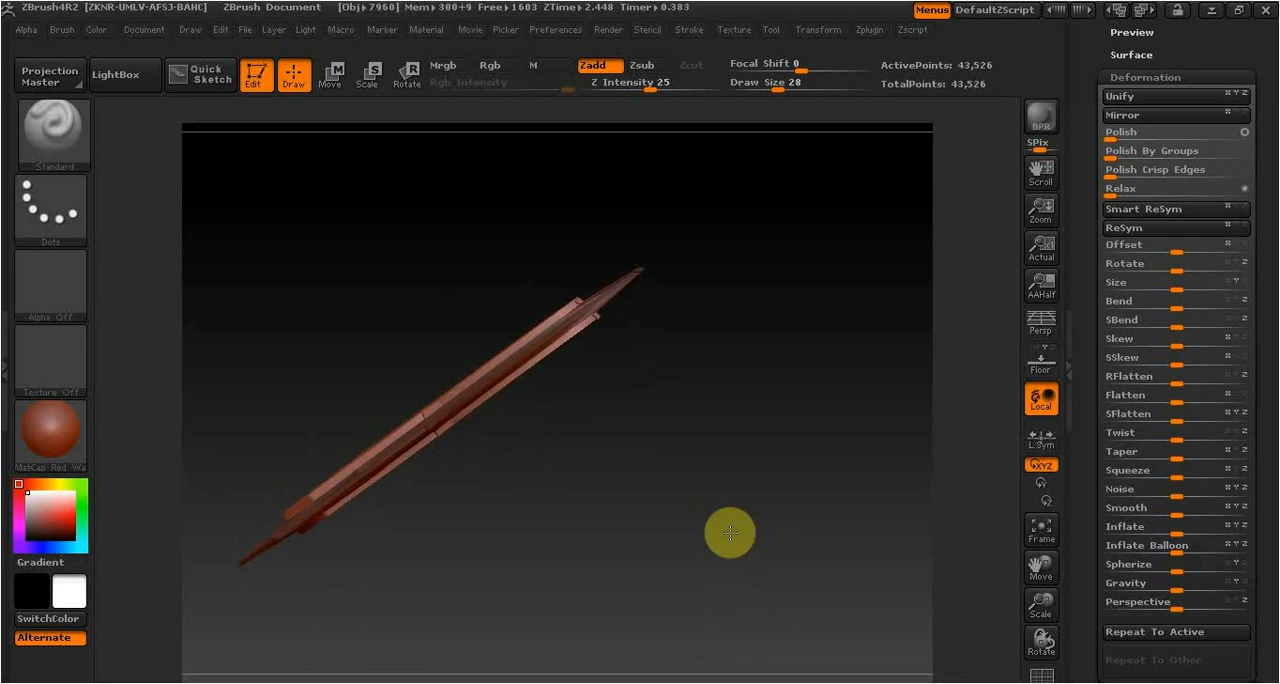 ZBrush4R2 [ZKNR-UMLV-AFSJ-BAHC] ZBrush Document [Obj▸7960] Mem▸300+9 Free▸1603 ZTime▸2.448 Timer▸0.383 Menus DefaultZScript
Alpha Brush Color Document Draw Edit File Layer Light Macro Marker Material Movie Picker Preferences Render Stencil Stroke Texture Tool Transform Zplugin Zscript
Projection Master
LightBox
Quick Sketch
Edit
Draw
Move
Scale
Rotate
Mrgb Rgb M
Rgb Intensity
Zadd Zsub Zcut
Z Intensity 25
Focal Shift 0
Draw Size 28
ActivePoints: 43,526
TotalPoints: 43,526
Standard
Dots
Alpha Off
Texture Off
MatCap Red Wa
Gradient
SwitchColor
Alternate
BPR
SPix
Scroll
Zoom
Actual
AAHalf
Persp
Floor
Local
L.Sym
XYZ
Y
Z
Frame
Move
Scale
Rotate
Preview
Surface
Deformation
Unify X Y Z
Mirror X
Polish
Polish By Groups
Polish Crisp Edges
Relax
Smart ReSym X Y Z
ReSym X Y Z
Offset X Y Z
Rotate X Y Z
Size X Y Z
Bend X Y Z
SBend X Y Z
Skew X Y Z
SSkew X Y Z
RFlatten X Y Z
Flatten X Y Z
SFlatten X Y Z
Twist X Y Z
Taper X Y Z
Squeeze X Y Z
Noise X Y Z
Smooth X Y Z
Inflate X Y Z
Inflate Balloon X Y Z
Spherize X Y Z
Gravity X Y Z
Perspective X Y Z
Repeat To Active
Repeat To Other